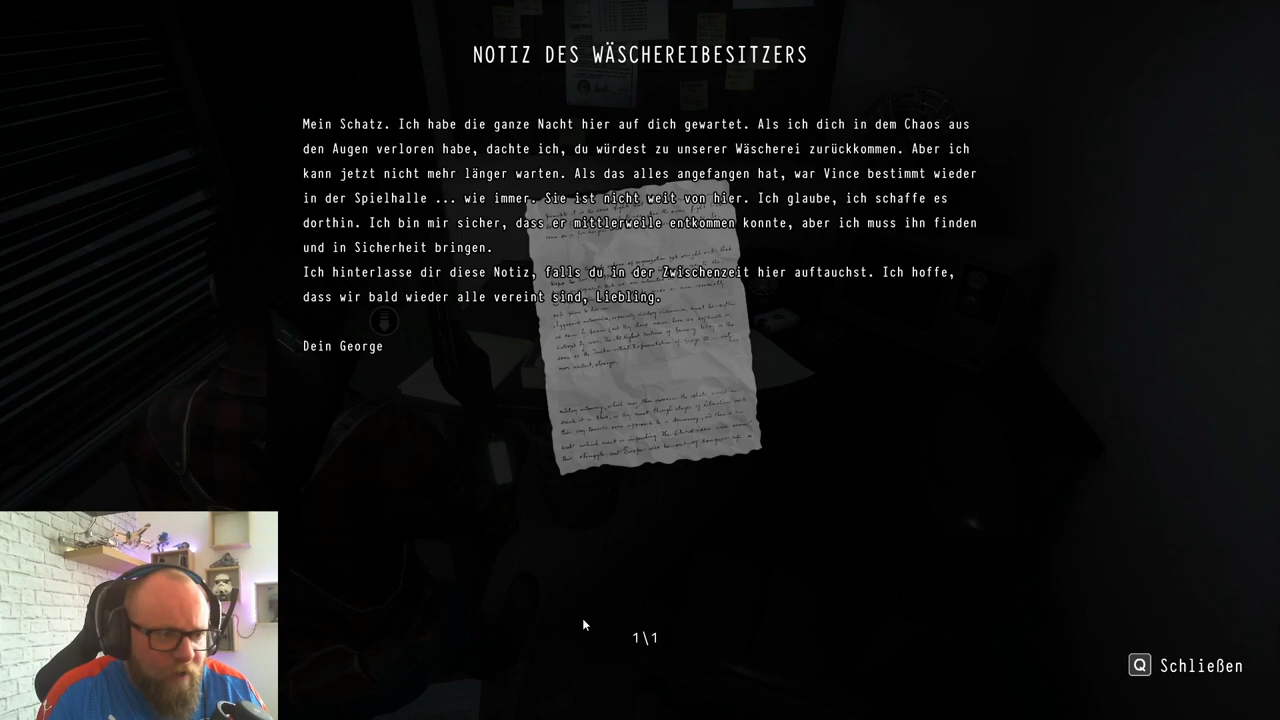 NOTIZ DES WÄSCHEREIBESITZERS
Mein Schatz. Ich habe die ganze Nacht hier auf dich gewartet. Als ich dich in dem Chaos aus
den Augen verloren habe, dachte ich, du würdest zu unserer Wäscherei zurückkommen. Aber ich
kann jetzt nicht mehr länger warten. Als das alles angefangen hat, war Vince bestimmt wieder
in der Spielhalle ... wie immer. Sie ist nicht weit von hier. Ich glaube, ich schaffe es
dorthin. Ich bin mir sicher, dass er mittlerweile entkommen konnte, aber ich muss ihn finden
und in Sicherheit bringen.
Ich hinterlasse dir diese Notiz, falls du in der Zwischenzeit hier auftauchst. Ich hoffe,
dass wir bald wieder alle vereint sind, Liebling.
Dein George
1\1
Q Schließen